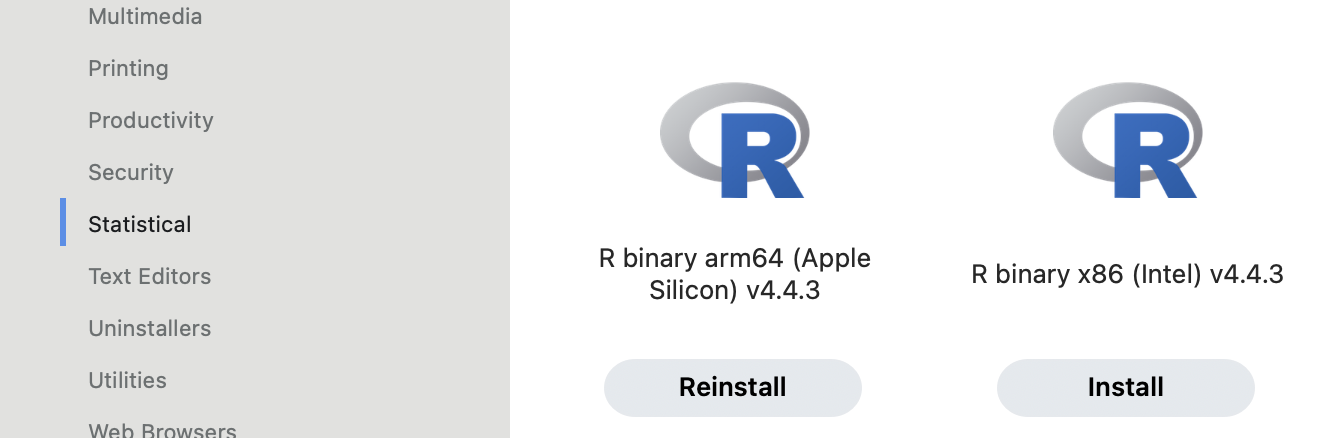 Multimedia
Printing
Productivity
Security
Statistical
Text Editors
Uninstallers
Utilities
Web Browsers
R
R
R binary arm64 (Apple
Silicon) v4.4.3
R binary x86 (Intel) v4.4.3
Reinstall
Install